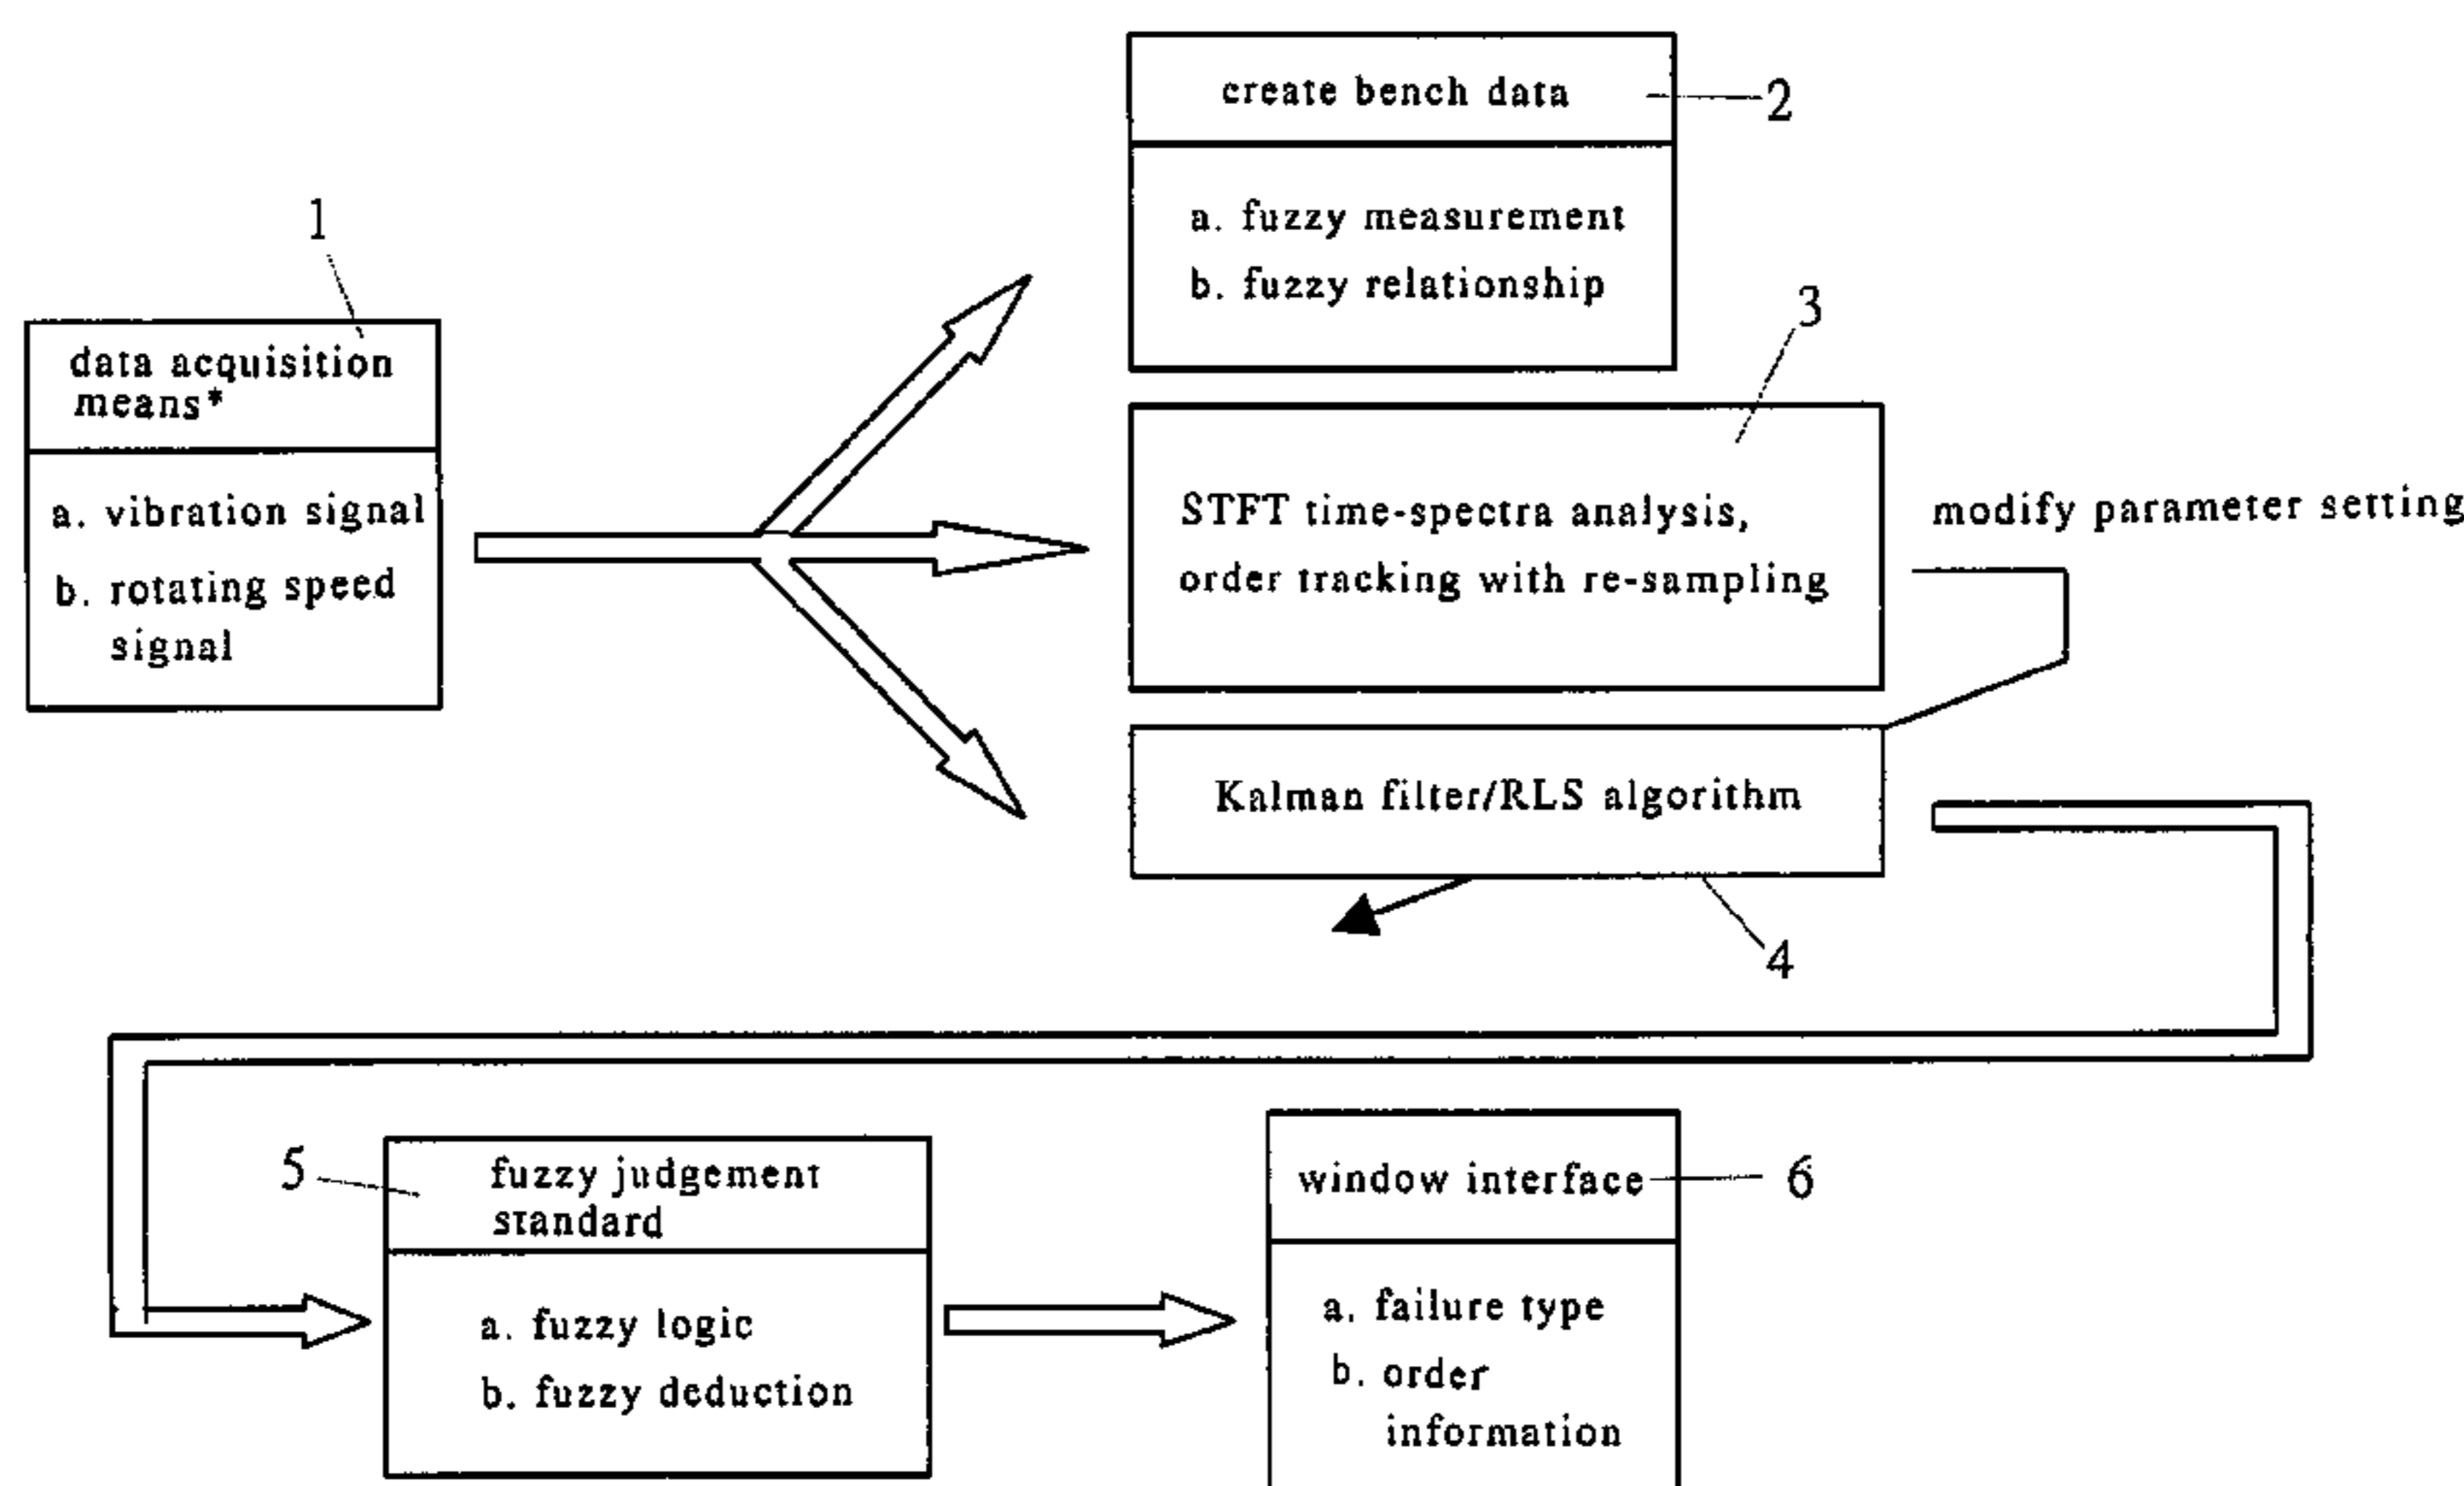 create bench data
2
a. fuzzy measurement
b. fuzzy relationship
1
data acquisition
means*
a. vibration signal
b. rotating speed
signal
3
STFT time-spectra analysis,
order tracking with re-sampling
modify parameter setting
Kalman filter/RLS algorithm
4
5
fuzzy judgement
standard
a. fuzzy logic
b. fuzzy deduction
window interface
6
a. failure type
b. order
information